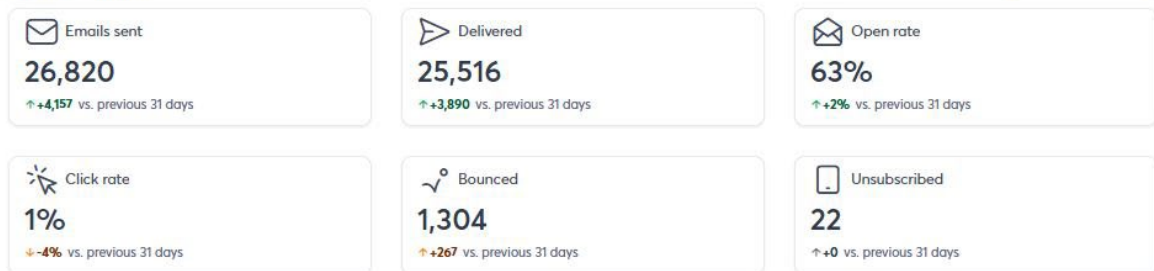 Emails sent
26,820
↑+4,157 vs. previous 31 days
Delivered
25,516
↑+3,890 vs. previous 31 days
Open rate
63%
↑+2% vs. previous 31 days
Click rate
1%
↓-4% vs. previous 31 days
Bounced
1,304
↑+267 vs. previous 31 days
Unsubscribed
22
↑+0 vs. previous 31 days